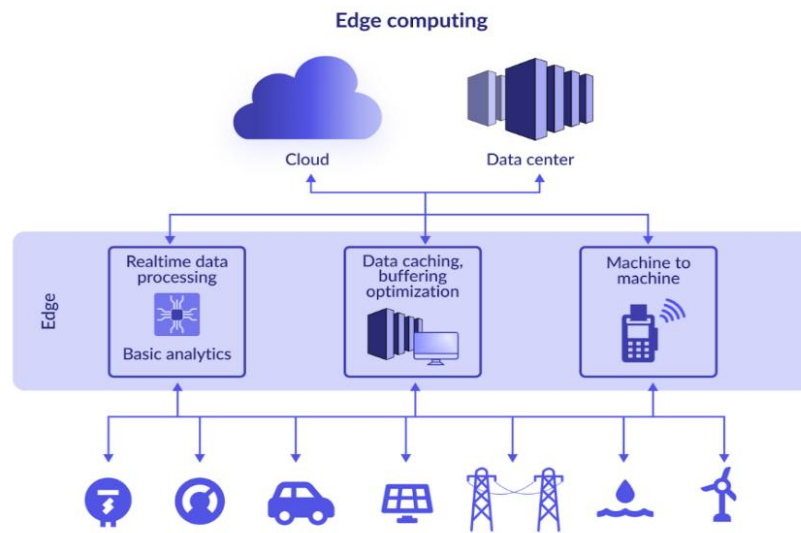 Edge computing
Cloud
Data center
Edge
Realtime data
processing
Basic analytics
Data caching,
buffering
optimization
Machine to
machine